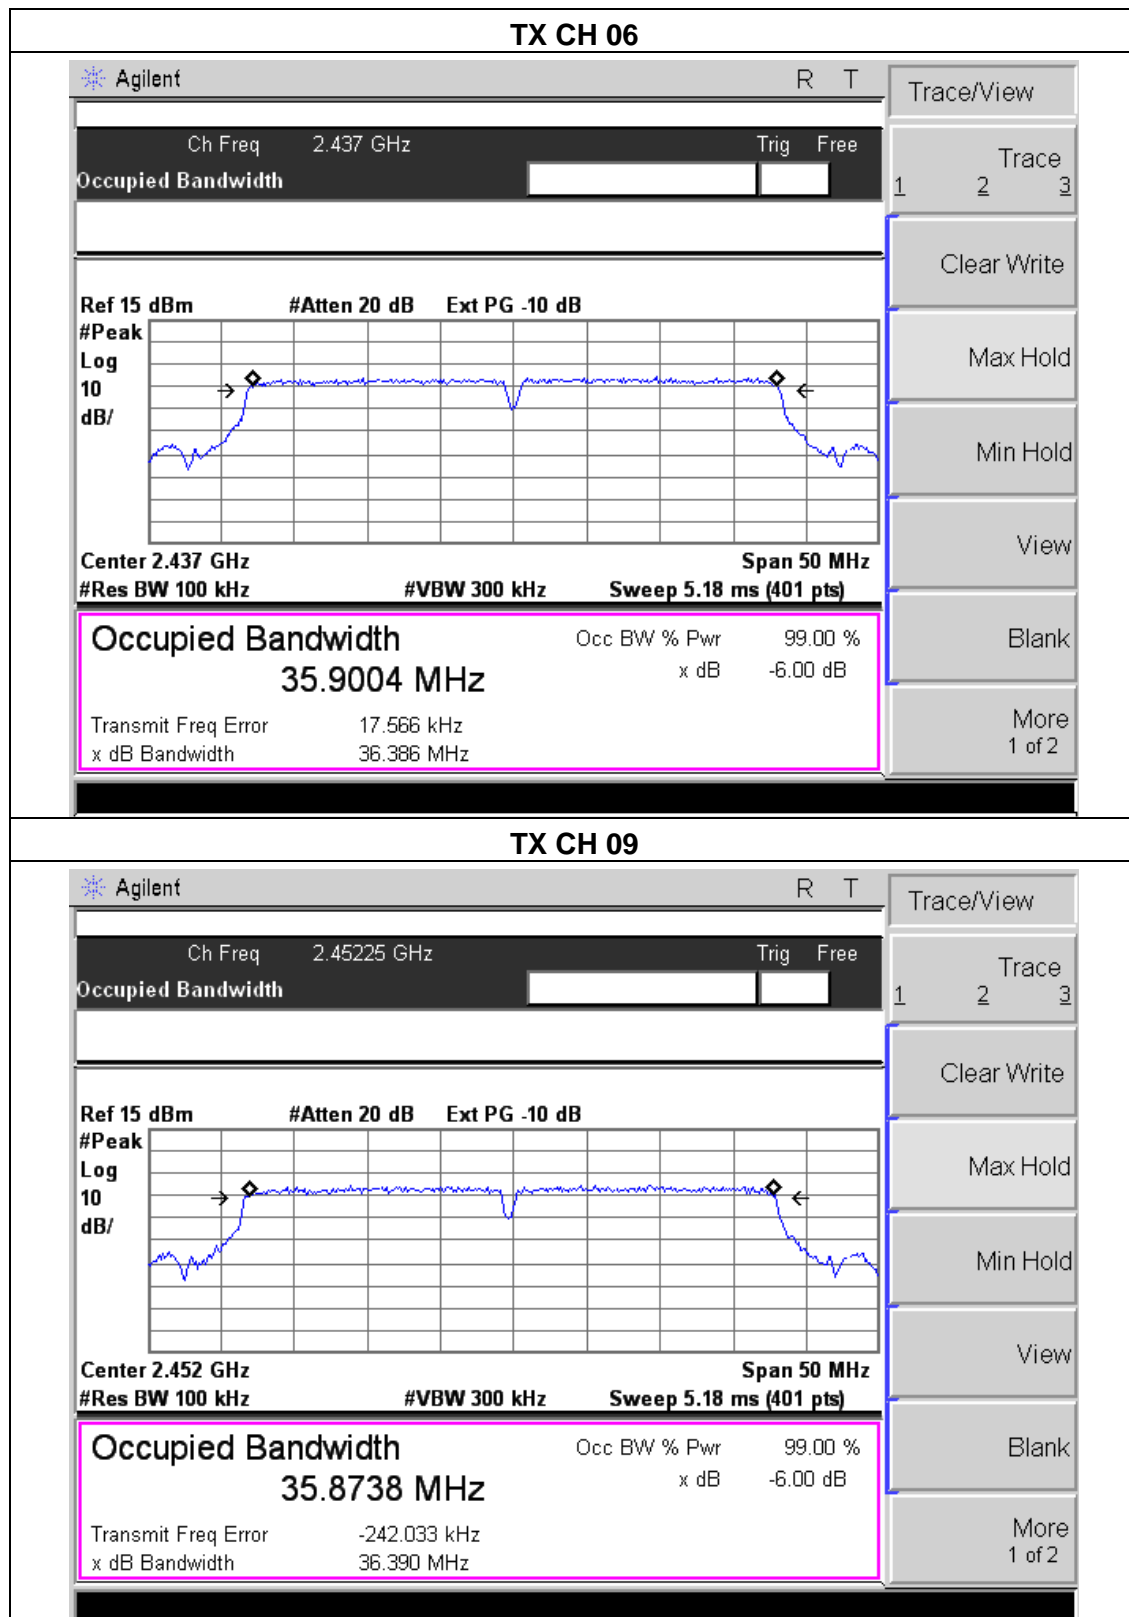 TX CH 06
Agilent R T
Trace/View
Ch Freq 2.437 GHz Trig Free
Occupied Bandwidth
Trace
1 2 3
Clear Write
Ref 15 dBm #Atten 20 dB Ext PG -10 dB
#Peak
Log
10
dB/
Max Hold
Min Hold
View
Center 2.437 GHz Span 50 MHz
#Res BW 100 kHz #VBW 300 kHz Sweep 5.18 ms (401 pts)
Occupied Bandwidth Occ BW % Pwr 99.00 %
35.9004 MHz x dB -6.00 dB
Blank
Transmit Freq Error 17.566 kHz
x dB Bandwidth 36.386 MHz
More
1 of 2
TX CH 09
Agilent R T
Trace/View
Ch Freq 2.45225 GHz Trig Free
Occupied Bandwidth
Trace
1 2 3
Clear Write
Ref 15 dBm #Atten 20 dB Ext PG -10 dB
#Peak
Log
10
dB/
Max Hold
Min Hold
View
Center 2.452 GHz Span 50 MHz
#Res BW 100 kHz #VBW 300 kHz Sweep 5.18 ms (401 pts)
Occupied Bandwidth Occ BW % Pwr 99.00 %
35.8738 MHz x dB -6.00 dB
Blank
Transmit Freq Error -242.033 kHz
x dB Bandwidth 36.390 MHz
More
1 of 2